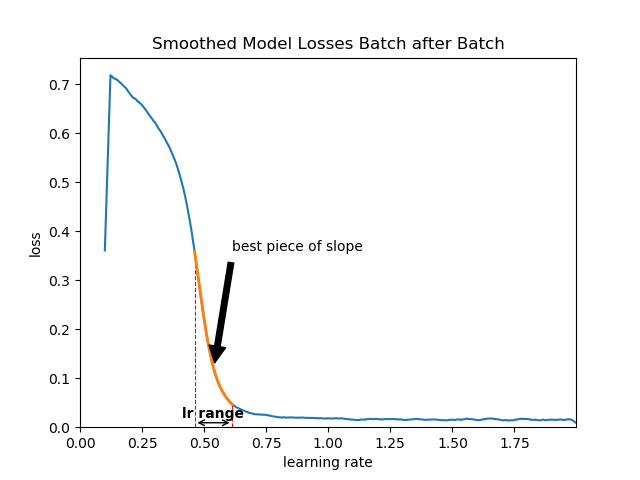 Smoothed Model Losses Batch after Batch
0.7
0.6
0.5
0.4
0.3
0.2
0.1
0.0
loss
best piece of slope
lr range
0.00 0.25 0.50 0.75 1.00 1.25 1.50 1.75
learning rate